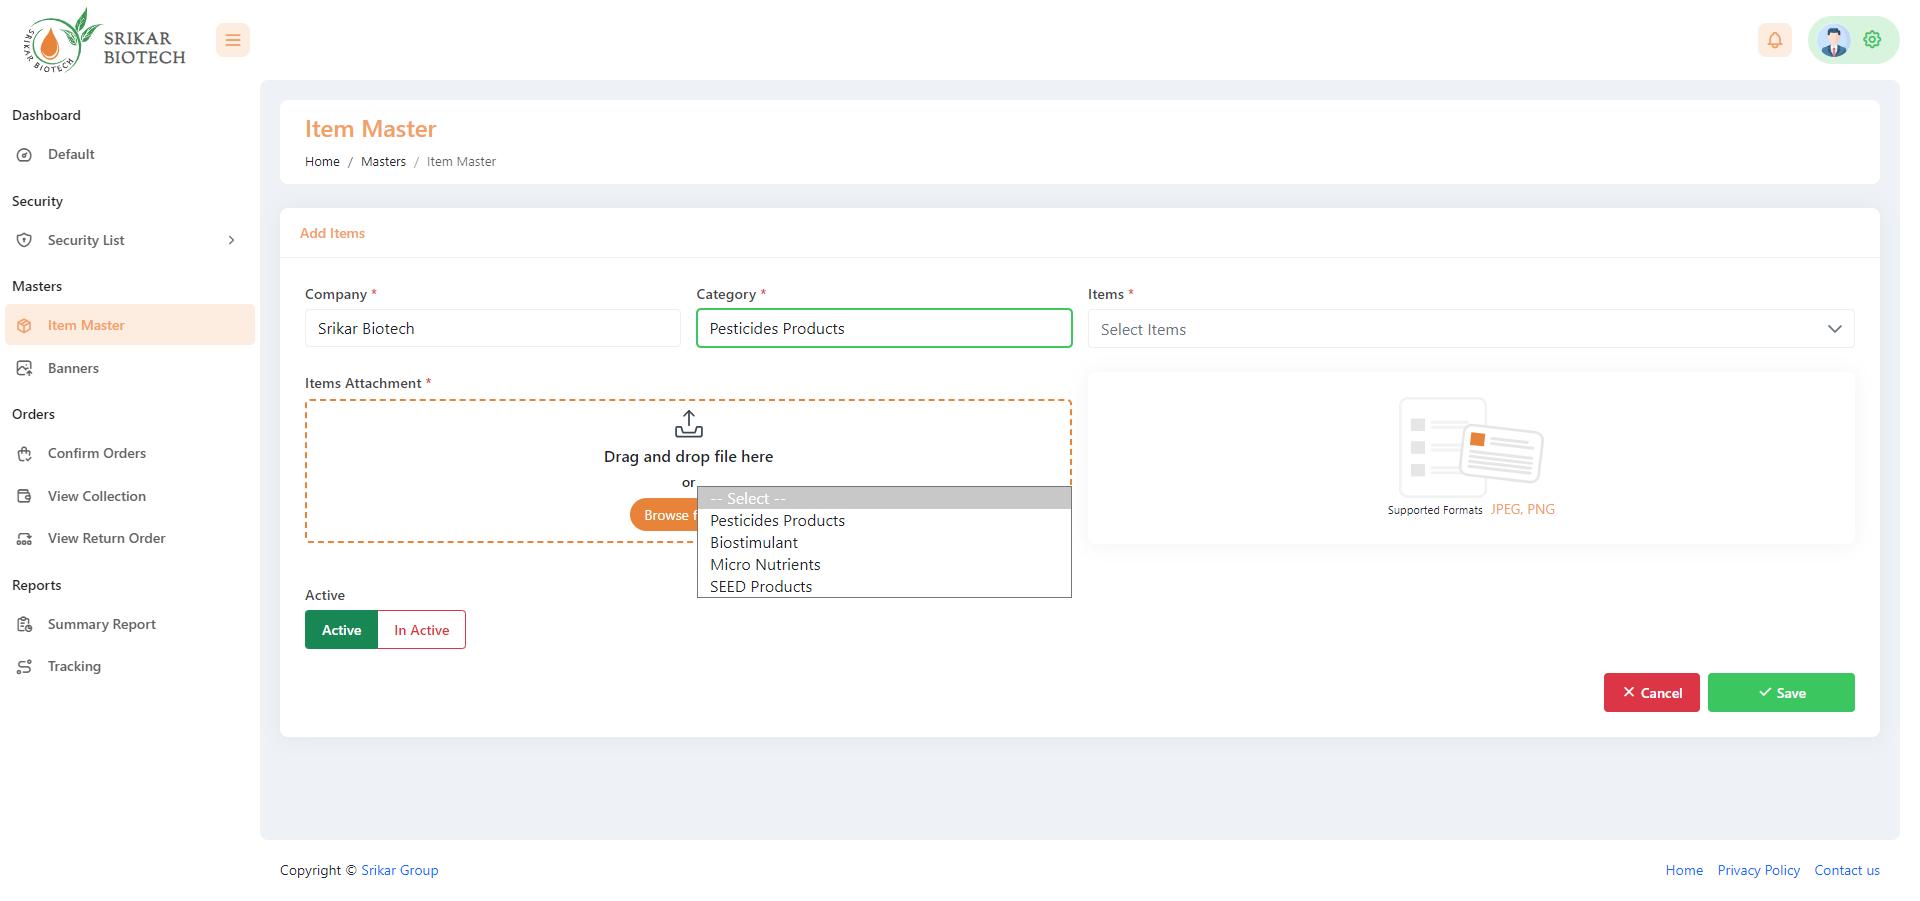 SRIKAR BIOTECH
SRIKAR
BIOTECH
Dashboard
Default
Security
Security List
Masters
Item Master
Banners
Orders
Confirm Orders
View Collection
View Return Order
Reports
Summary Report
Tracking
Item Master
Home / Masters / Item Master
Add Items
Company *
Srikar Biotech
Category *
Pesticides Products
Items *
Select Items
Items Attachment *
Drag and drop file here
or
Browse f
-- Select --
Pesticides Products
Biostimulant
Micro Nutrients
SEED Products
Supported Formats JPEG, PNG
Active
Active
In Active
Cancel
Save
Copyright © Srikar Group
Home
Privacy Policy
Contact us